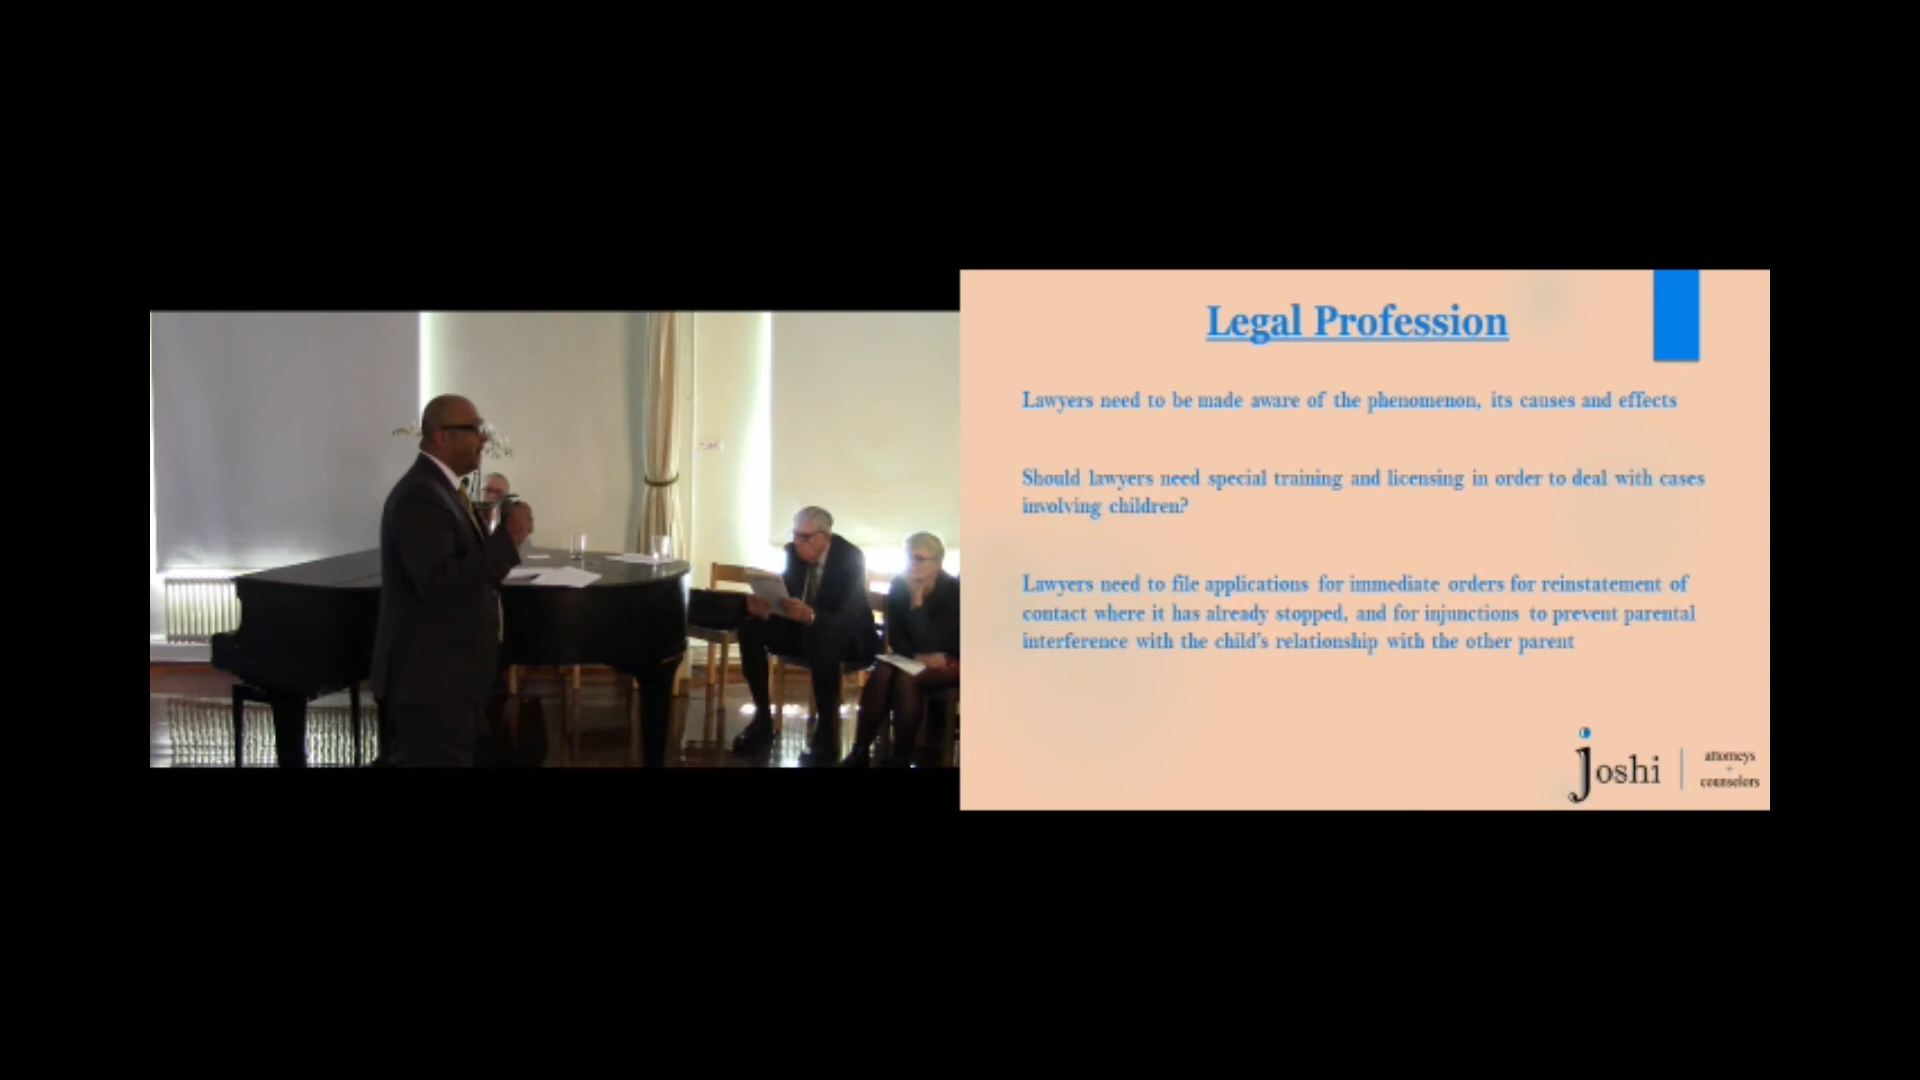 Legal Profession
Lawyers need to be made aware of the phenomenon, its causes and effects
Should lawyers need special training and licensing in order to deal with cases
involving children?
Lawyers need to file applications for immediate orders for reinstatement of
contact where it has already stopped, and for injunctions to prevent parental
interference with the child's relationship with the other parent
joshi
attorneys
+
counselors